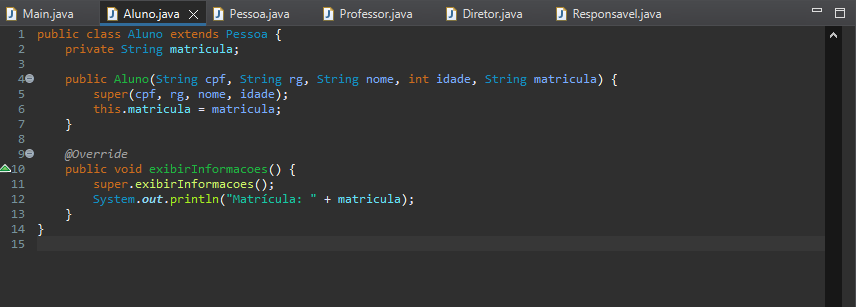 Main.java Aluno.java Pessoa.java Professor.java Diretor.java Responsavel.java
1 public class Aluno extends Pessoa {
2     private String matricula;
3
4     public Aluno(String cpf, String rg, String nome, int idade, String matricula) {
5         super(cpf, rg, nome, idade);
6         this.matricula = matricula;
7     }
8
9     @Override
10     public void exibirInformacoes() {
11         super.exibirInformacoes();
12         System.out.println("Matrícula: " + matricula);
13     }
14 }
15